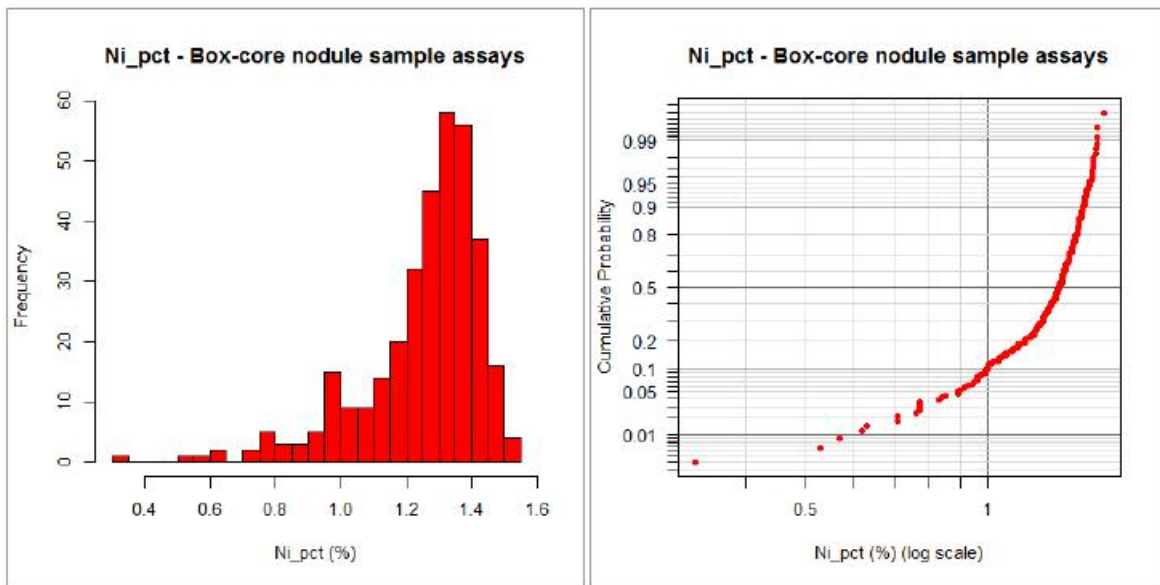 Ni_pct - Box-core nodule sample assays
Frequency
60
50
40
30
20
10
0
0.4 0.6 0.8 1.0 1.2 1.4 1.6
Ni_pct (%)
Ni_pct - Box-core nodule sample assays
Cumulative Probability
0.99
0.95
0.9
0.8
0.5
0.2
0.1
0.05
0.01
0.5 1
Ni_pct (%) (log scale)